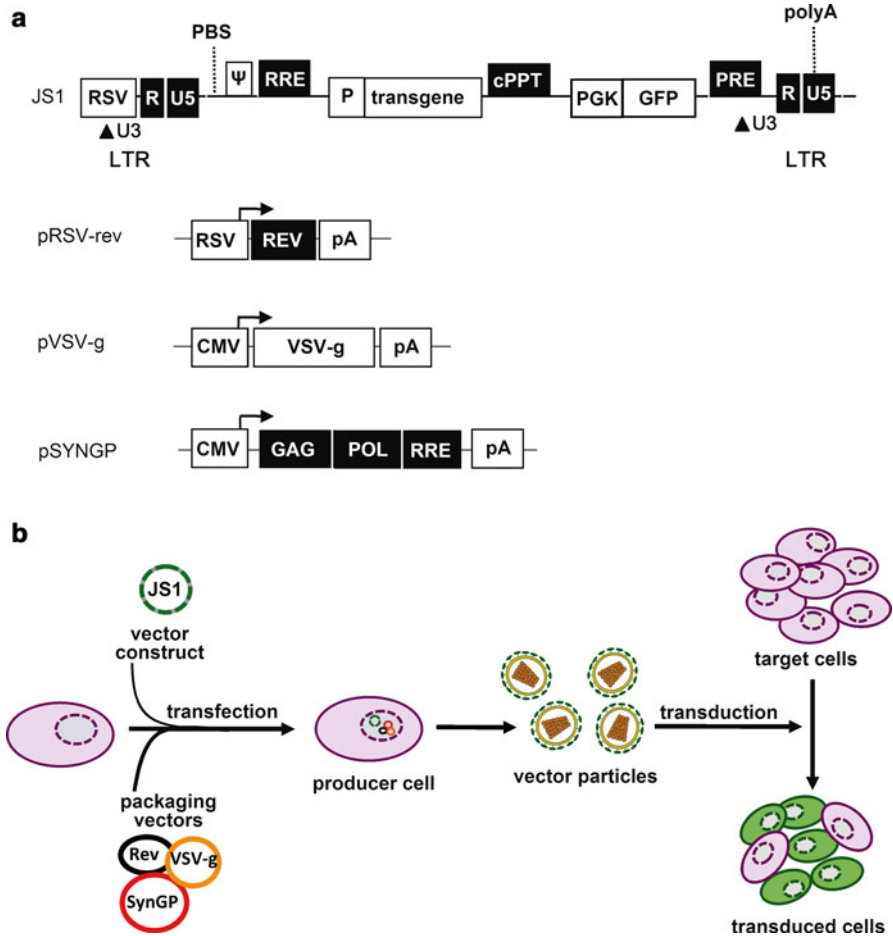 a
PBS
polyA
JS1
RSV
R
U5
Ψ
RRE
P
transgene
cPPT
PGK
GFP
PRE
R
U5
▲U3
▲U3
LTR
LTR
pRSV-rev
RSV
REV
pA
pVSV-g
CMV
VSV-g
pA
pSYNGP
CMV
GAG
POL
RRE
pA
b
JS1
vector
construct
transfection
packaging
vectors
Rev
VSV-g
SynGP
producer cell
vector particles
transduction
target cells
transduced cells